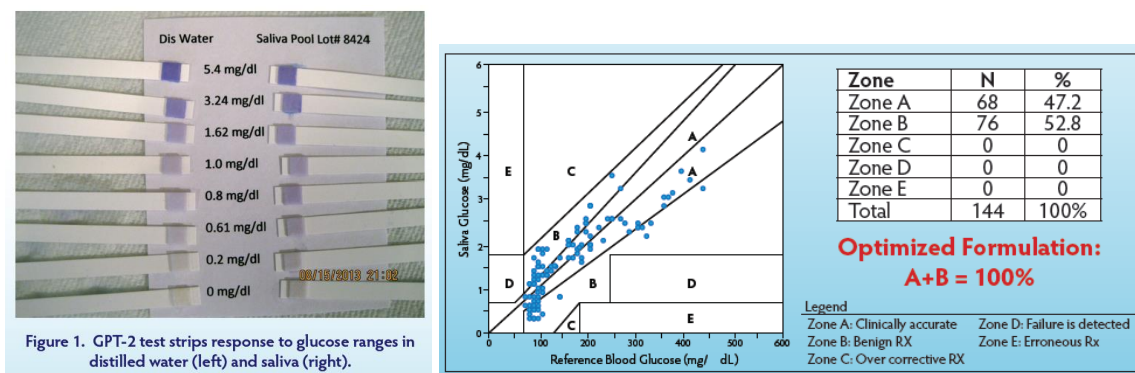 Dis Water Saliva Pool Lot# 8424
5.4 mg/dl
3.24 mg/dl
1.62 mg/dl
1.0 mg/dl
0.8 mg/dl
0.61 mg/dl
0.2 mg/dl
0 mg/dl
08/15/2013 21:02
Figure 1. GPT-2 test strips response to glucose ranges in
distilled water (left) and saliva (right).
Saliva Glucose (mg/dL)
6
5
4
3
2
1
0
0 100 200 300 400 500 600
Reference Blood Glucose (mg/ dL)
E
C
A
A
B
D
B
D
C
E
Zone N %
Zone A 68 47.2
Zone B 76 52.8
Zone C 0 0
Zone D 0 0
Zone E 0 0
Total 144 100%
Optimized Formulation:
A+B = 100%
Legend
Zone A: Clinically accurate Zone D: Failure is detected
Zone B: Benign RX Zone E: Erroneous Rx
Zone C: Over corrective RX